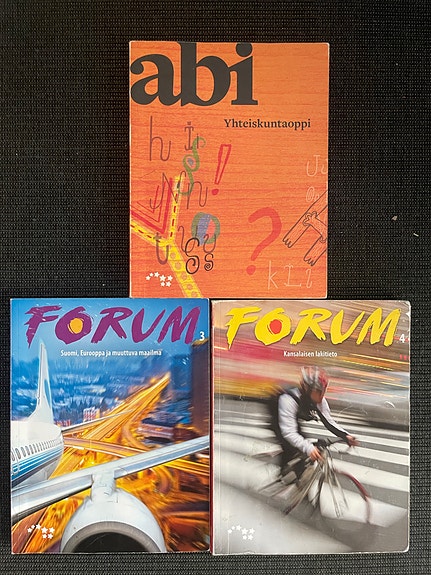 abi
Yhteiskuntaoppi
FORUM 3
Suomi, Eurooppa ja muuttuva maailma
FORUM 4
Kansalaisen lakitieto